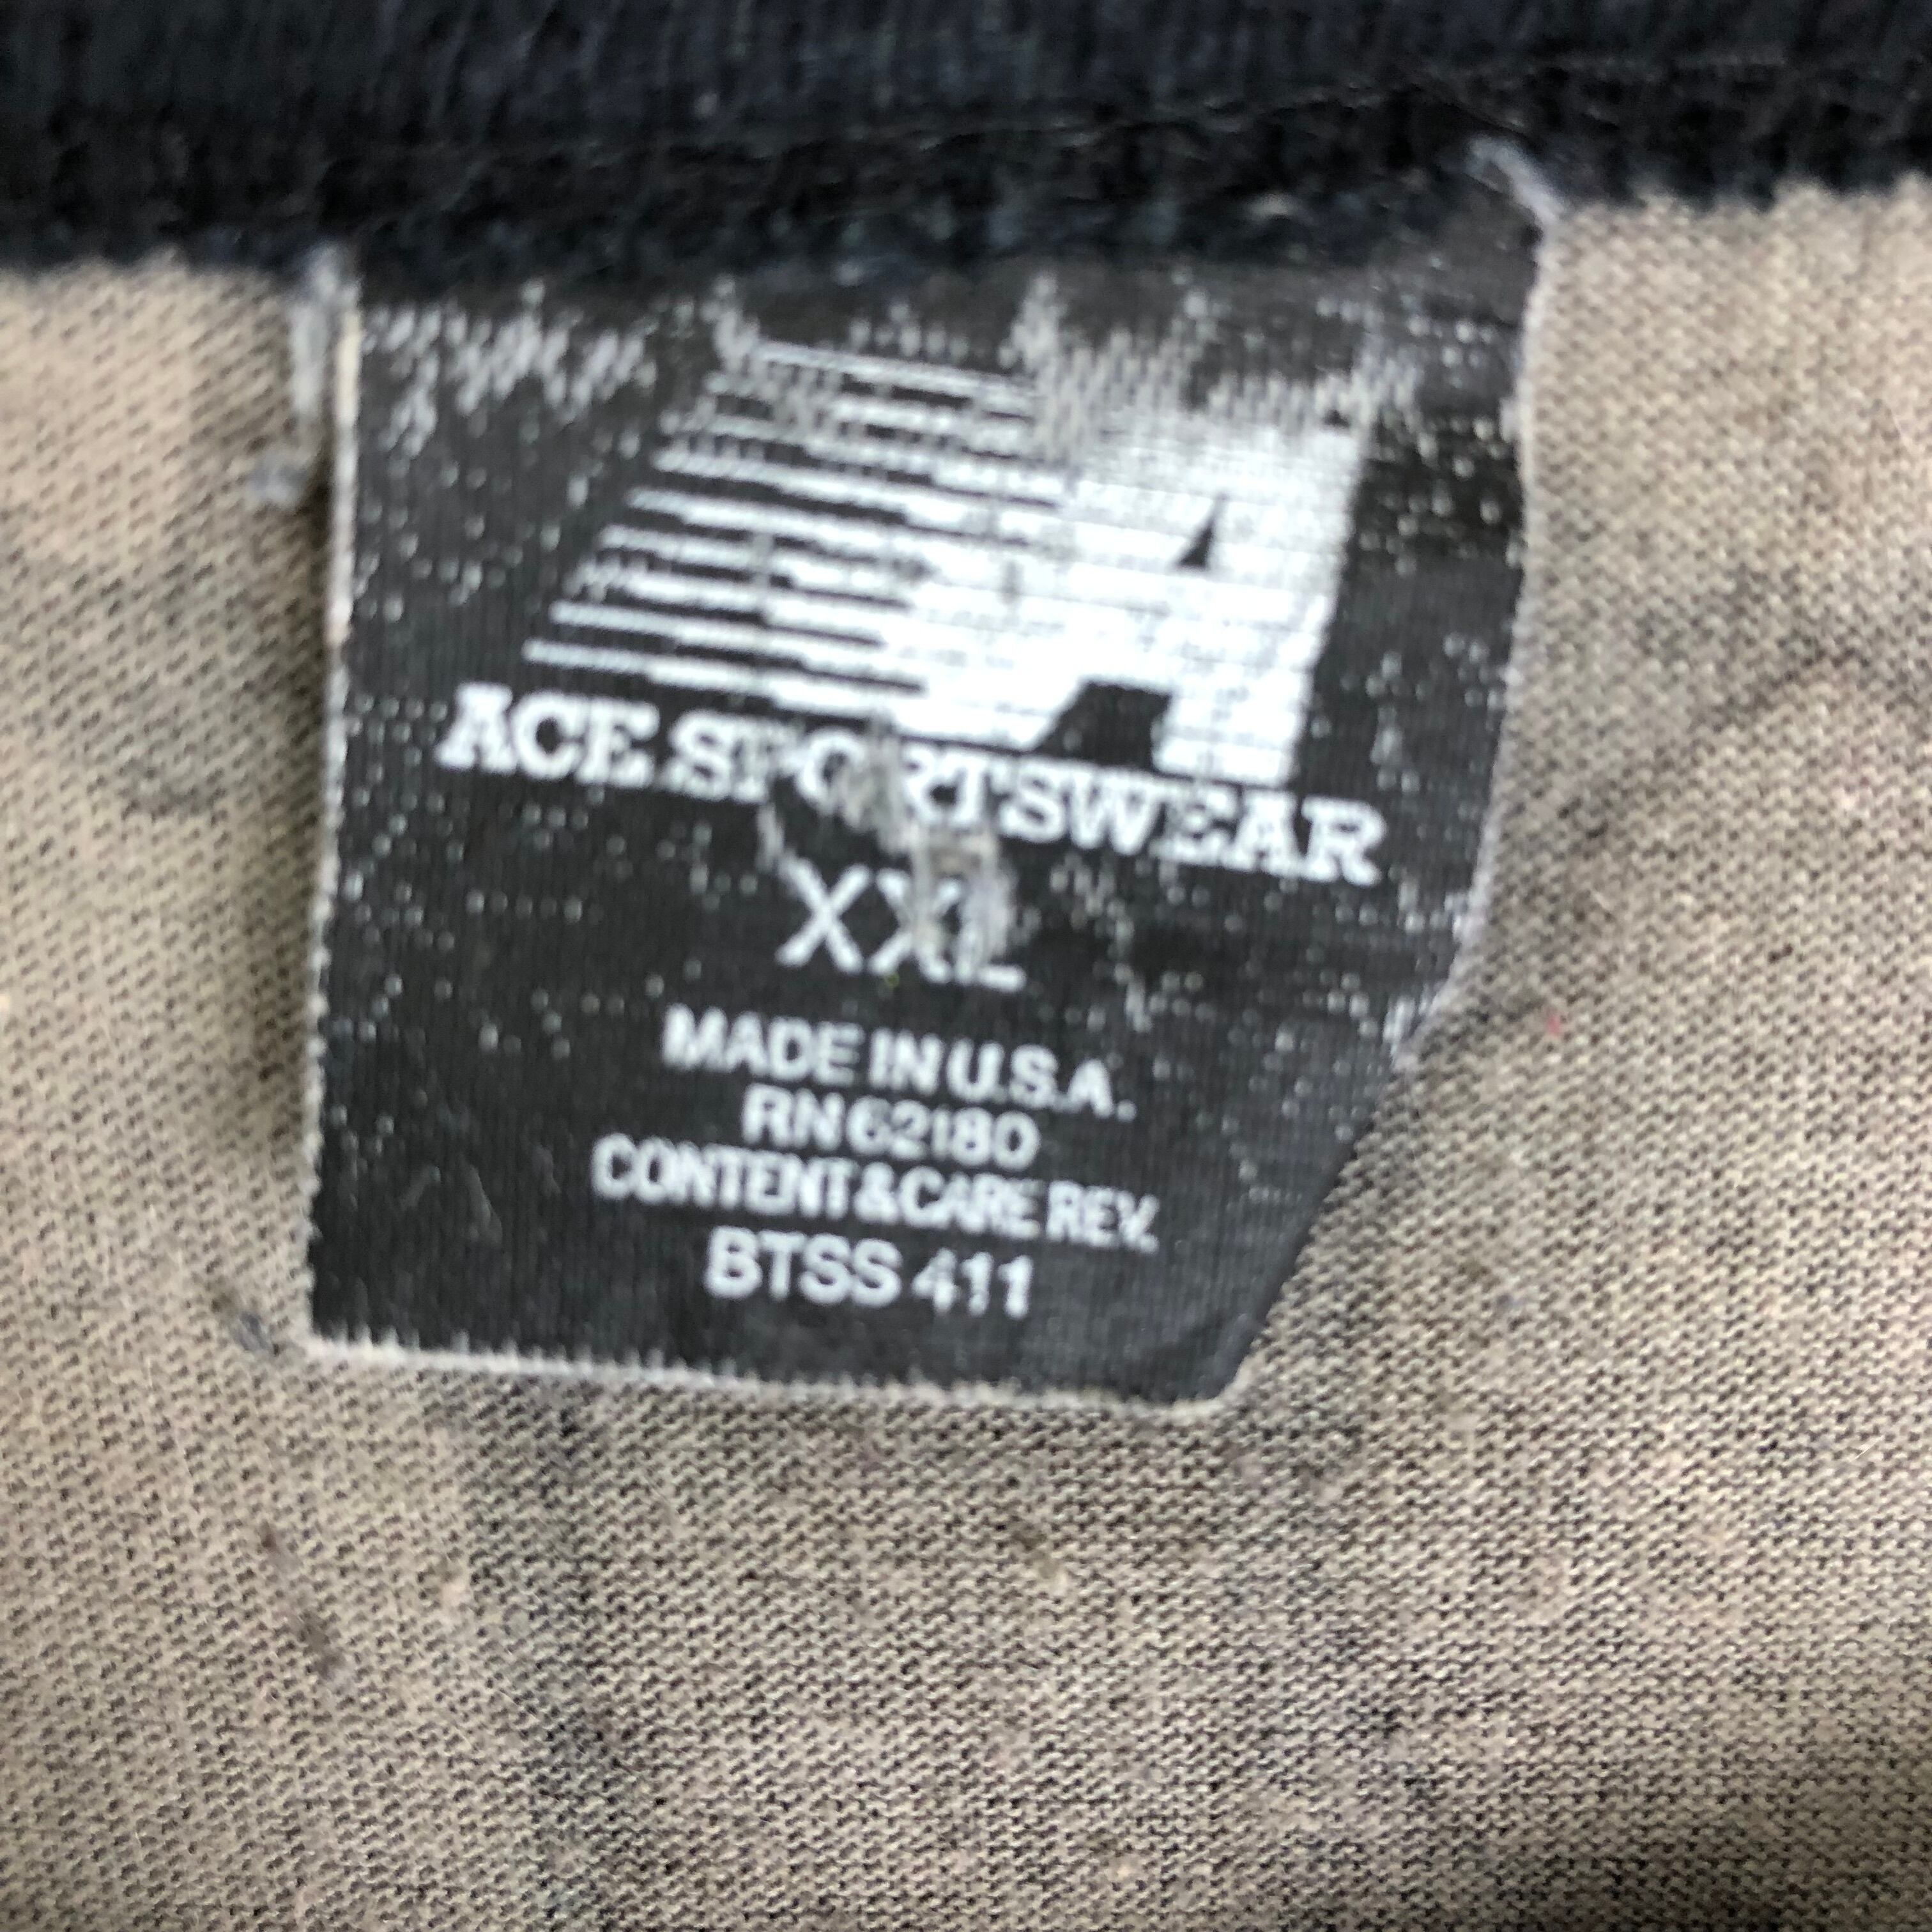 A
ACE SPORTSWEAR
XXL
MADE IN U.S.A.
RN 62180
CONTENT & CARE REV.
BTSS 411